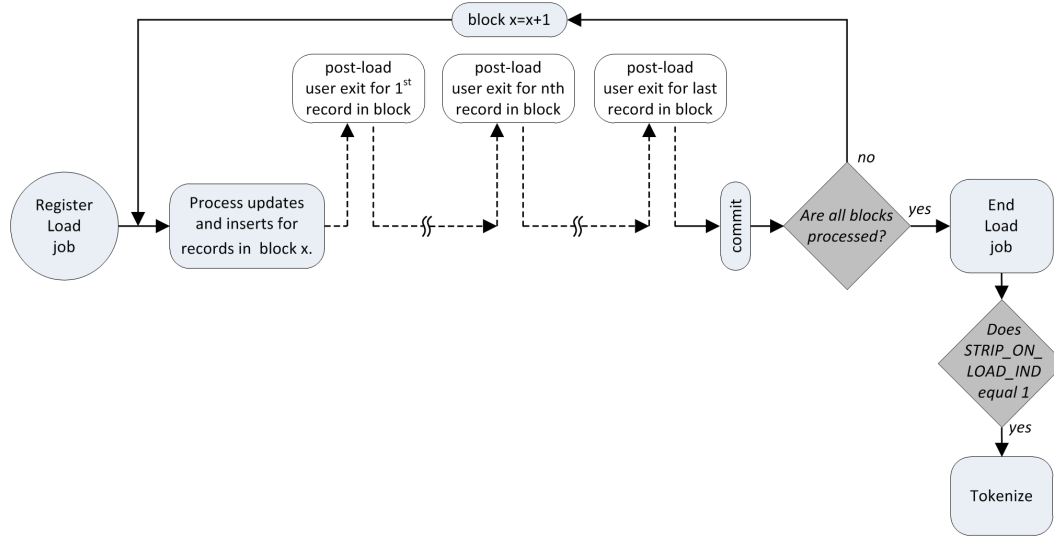 block x=x+1
post-load
user exit for 1st
record in block
post-load
user exit for nth
record in block
post-load
user exit for last
record in block
no
Register
Load
job
Process updates
and inserts for
records in block x.
commit
Are all blocks
processed?
yes
End
Load
job
Does
STRIP_ON_
LOAD_IND
equal 1
yes
Tokenize